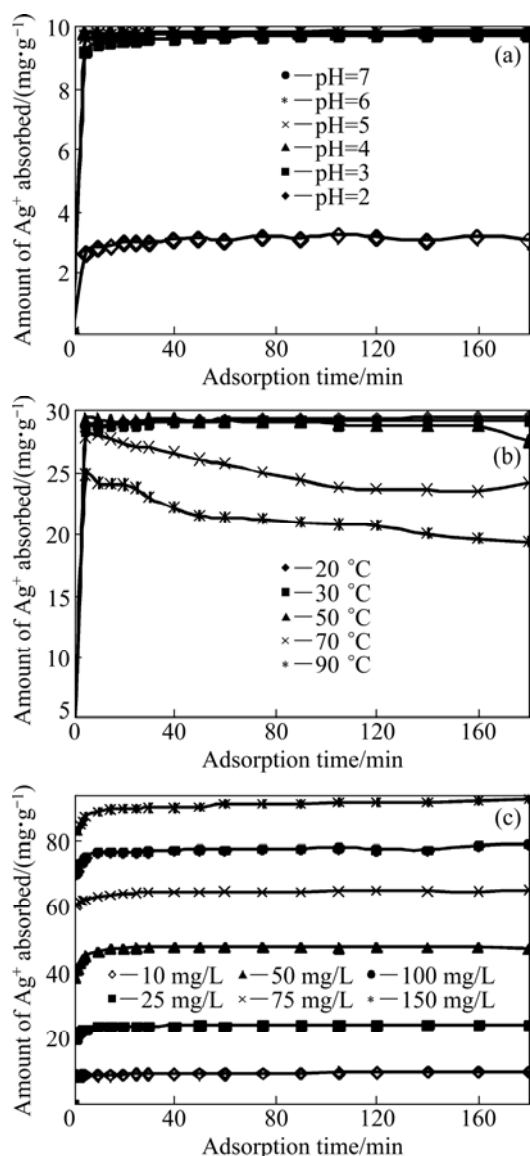 Amount of Ag⁺ absorbed/(mg·g⁻¹)
10
8
6
4
2
0
(a)
pH=7
pH=6
pH=5
pH=4
pH=3
pH=2
40 80 120 160
Adsorption time/min
Amount of Ag⁺ absorbed/(mg·g⁻¹)
30
25
20
15
10
5
(b)
20 °C
30 °C
50 °C
70 °C
90 °C
0 40 80 120 160
Adsorption time/min
Amount of Ag⁺ absorbed/(mg·g⁻¹)
80
60
40
20
0
(c)
10 mg/L 50 mg/L 100 mg/L
25 mg/L 75 mg/L 150 mg/L
40 80 120 160
Adsorption time/min